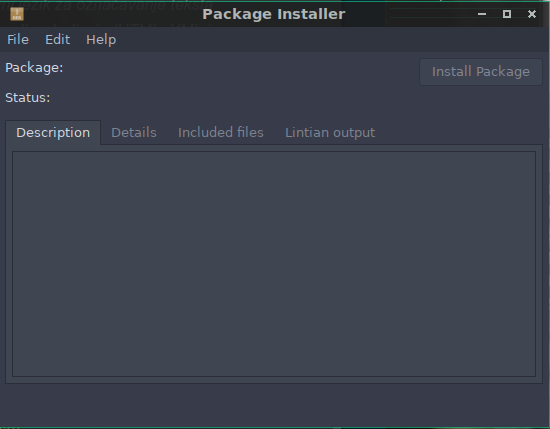 Package Installer
File Edit Help
Package:
Install Package
Status:
Description Details Included files Lintian output